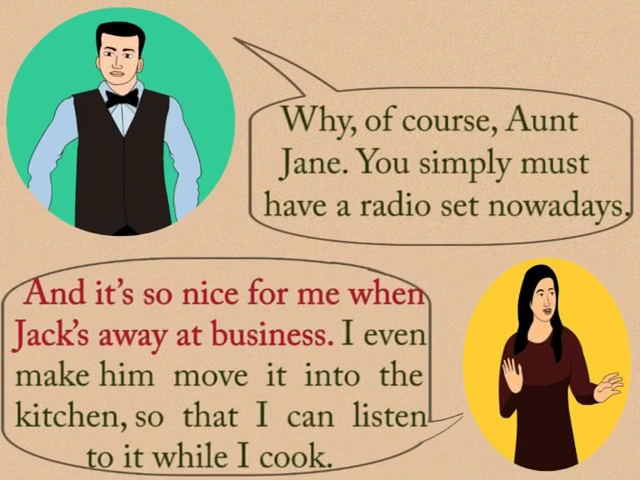 Why, of course, Aunt
Jane. You simply must
have a radio set nowadays.
And it's so nice for me when
Jack's away at business. I even
make him move it into the
kitchen, so that I can listen
to it while I cook.